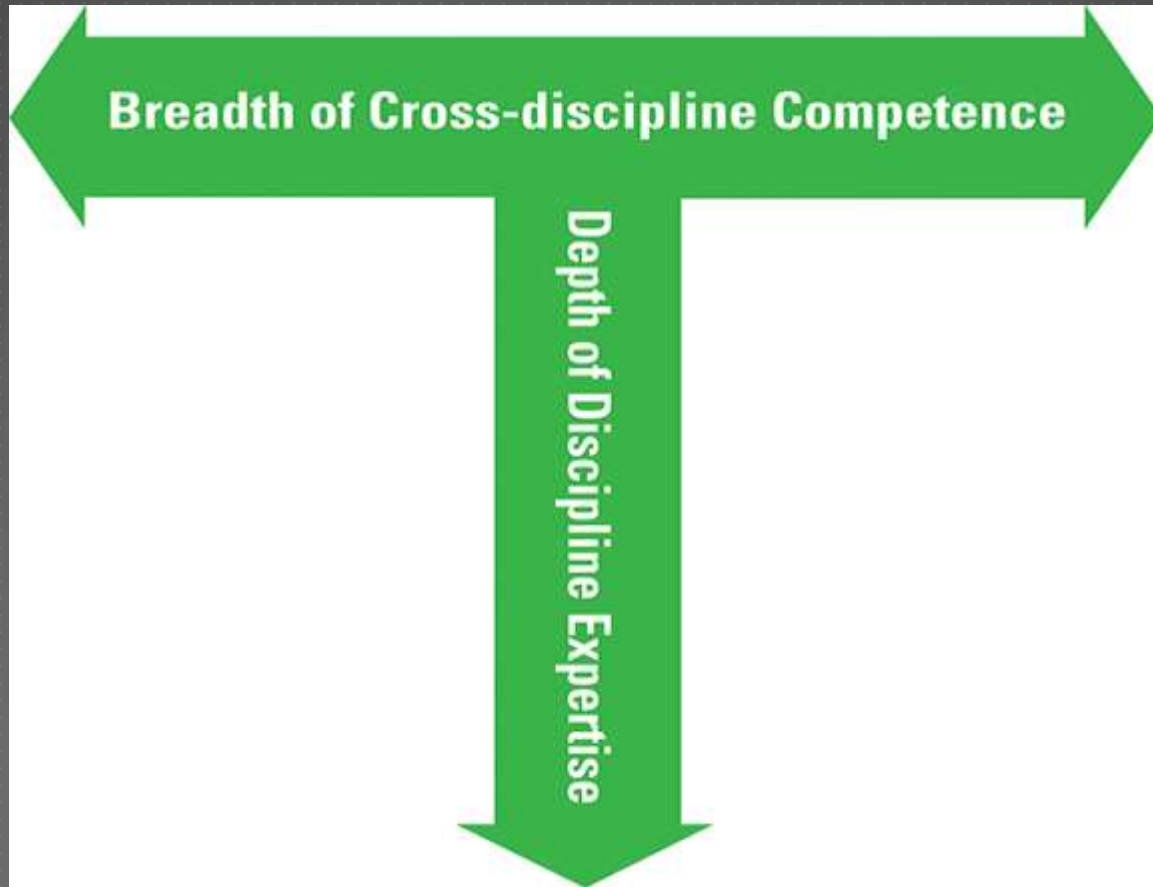 Breadth of Cross-discipline Competence
Depth of Discipline Expertise